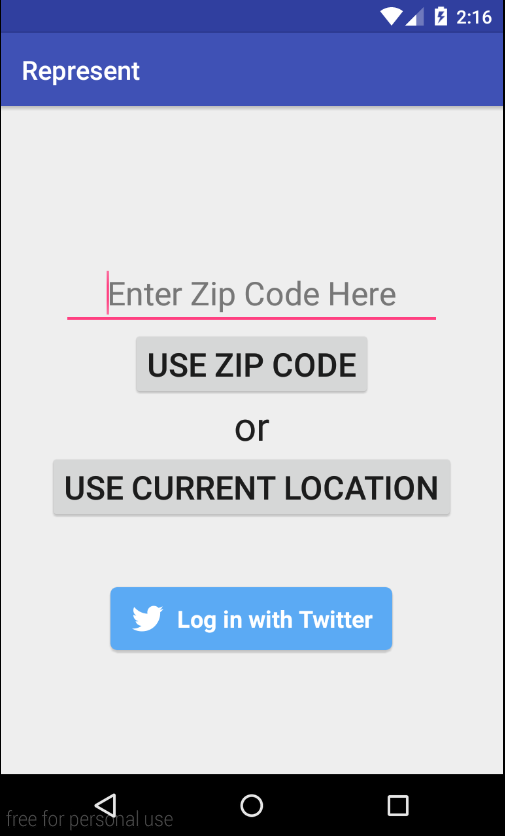 2:16
Represent
Enter Zip Code Here
USE ZIP CODE
or
USE CURRENT LOCATION
Log in with Twitter
free for personal use